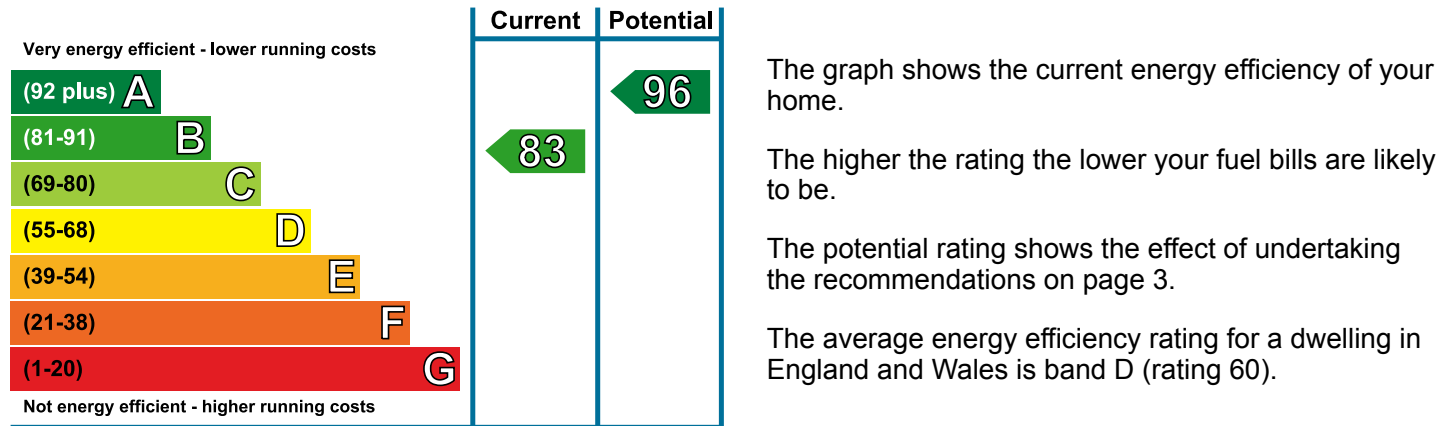 Current Potential
Very energy efficient - lower running costs
(92 plus) A
96
(81-91) B
83
(69-80) C
(55-68) D
(39-54) E
(21-38) F
(1-20) G
Not energy efficient - higher running costs
The graph shows the current energy efficiency of your
home.
The higher the rating the lower your fuel bills are likely
to be.
The potential rating shows the effect of undertaking
the recommendations on page 3.
The average energy efficiency rating for a dwelling in
England and Wales is band D (rating 60).